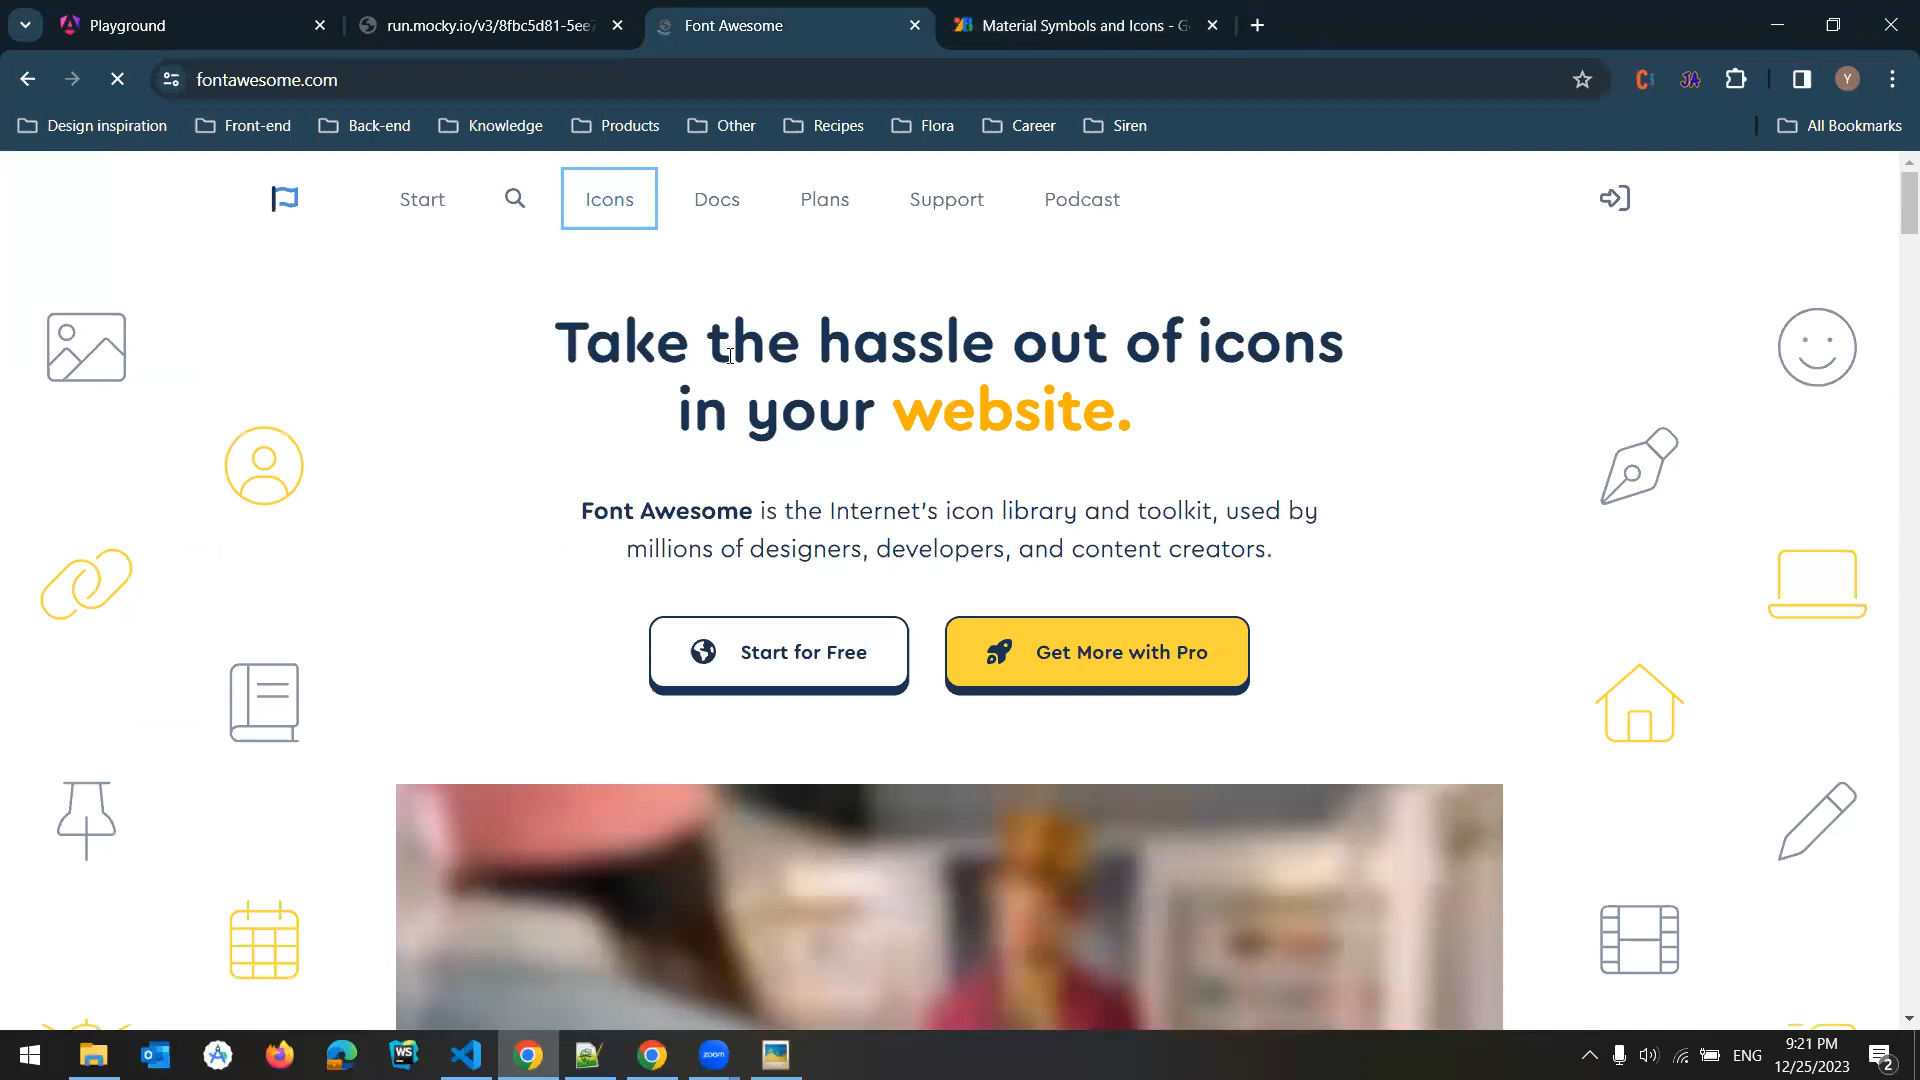 Playground
run.mocky.io/v3/8fbc5d81-5ee
Font Awesome
Material Symbols and Icons - G
fontawesome.com
Y
Design inspiration
Front-end
Back-end
Knowledge
Products
Other
Recipes
Flora
Career
Siren
All Bookmarks
Start
Icons
Docs
Plans
Support
Podcast
Take the hassle out of icons
in your website.
Font Awesome is the Internet's icon library and toolkit, used by
millions of designers, developers, and content creators.
Start for Free
Get More with Pro
WS
zoom
ENG
9:21 PM
12/25/2023
2